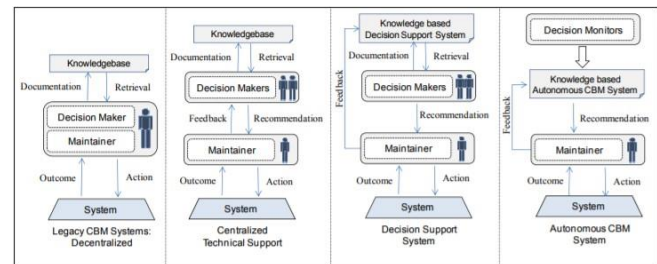 Knowledgebase
Documentation
Retrieval
Decision Maker
Maintainer
Outcome
Action
System
Legacy CBM Systems:
Decentralized
Knowledgebase
Documentation
Retrieval
Decision Makers
Feedback
Recommendation
Maintainer
Outcome
Action
System
Centralized
Technical Support
Knowledge based
Decision Support System
Documentation
Retrieval
Feedback
Decision Makers
Recommendation
Maintainer
Outcome
Action
System
Decision Support
System
Decision Monitors
Knowledge based
Autonomous CBM System
Feedback
Recommendation
Maintainer
Outcome
Action
System
Autonomous CBM
System